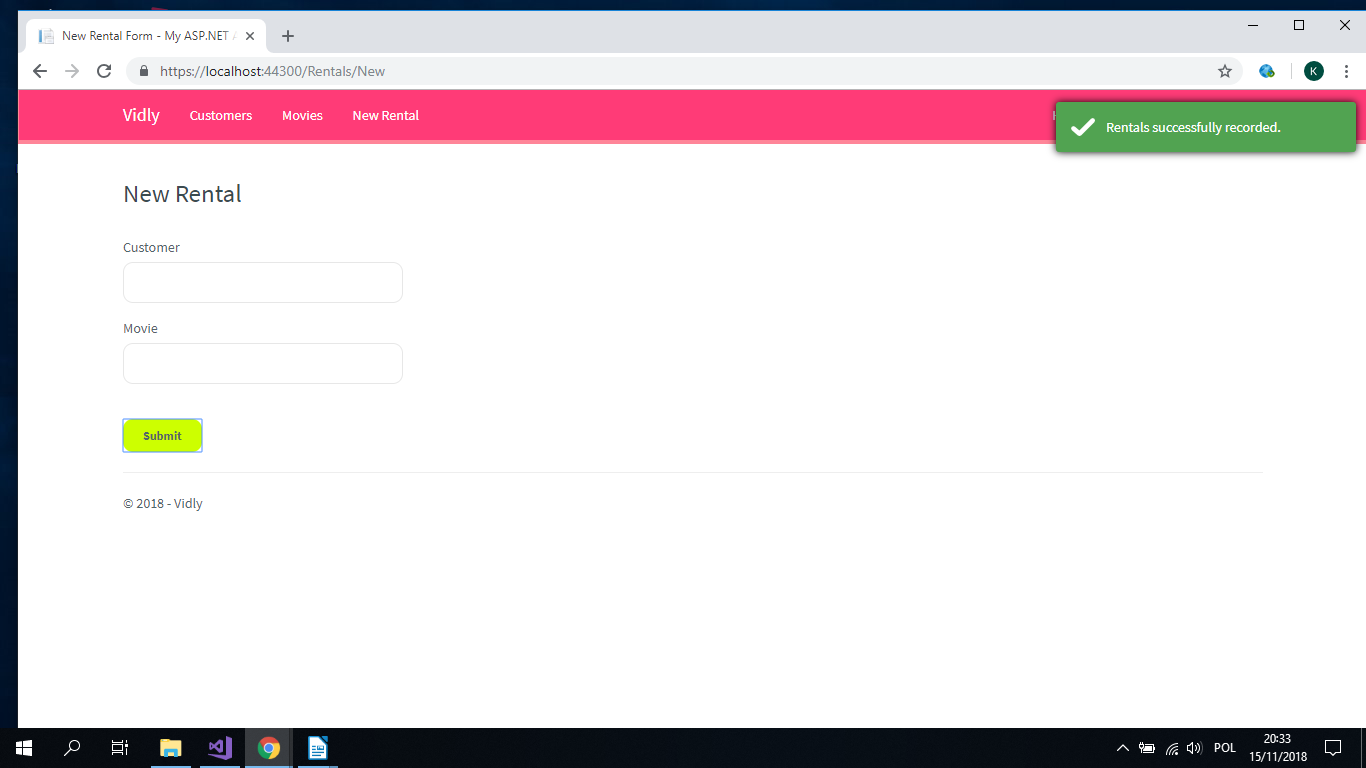 New Rental Form - My ASP.NET
https://localhost:44300/Rentals/New
K
Vidly Customers Movies New Rental
Rentals successfully recorded.
New Rental
Customer
Movie
Submit
© 2018 - Vidly
POL
20:33
15/11/2018